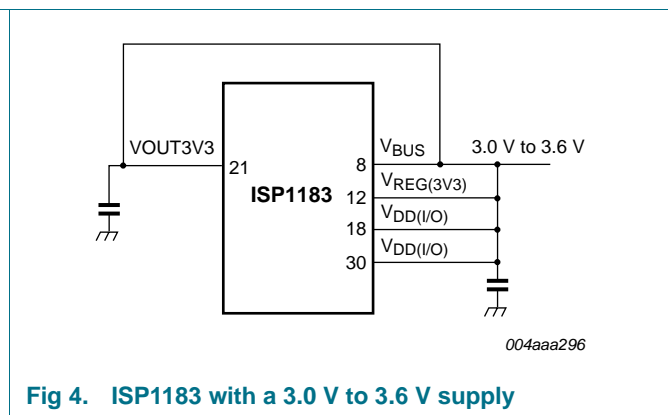 VOUT3V3
21
ISP1183
8
VBUS
3.0 V to 3.6 V
12
VREG(3V3)
18
VDD(I/O)
30
VDD(I/O)
004aaa296
Fig 4. ISP1183 with a 3.0 V to 3.6 V supply